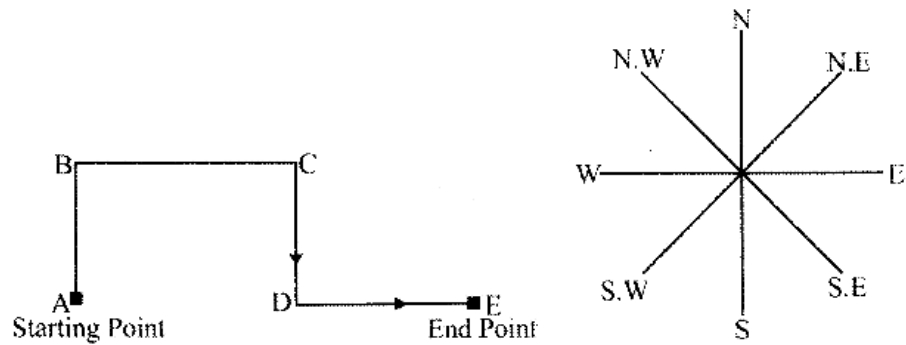 N
N.W
N.E
B
C
W
E
A
D
E
S.W
S.E
Starting Point
End Point
S